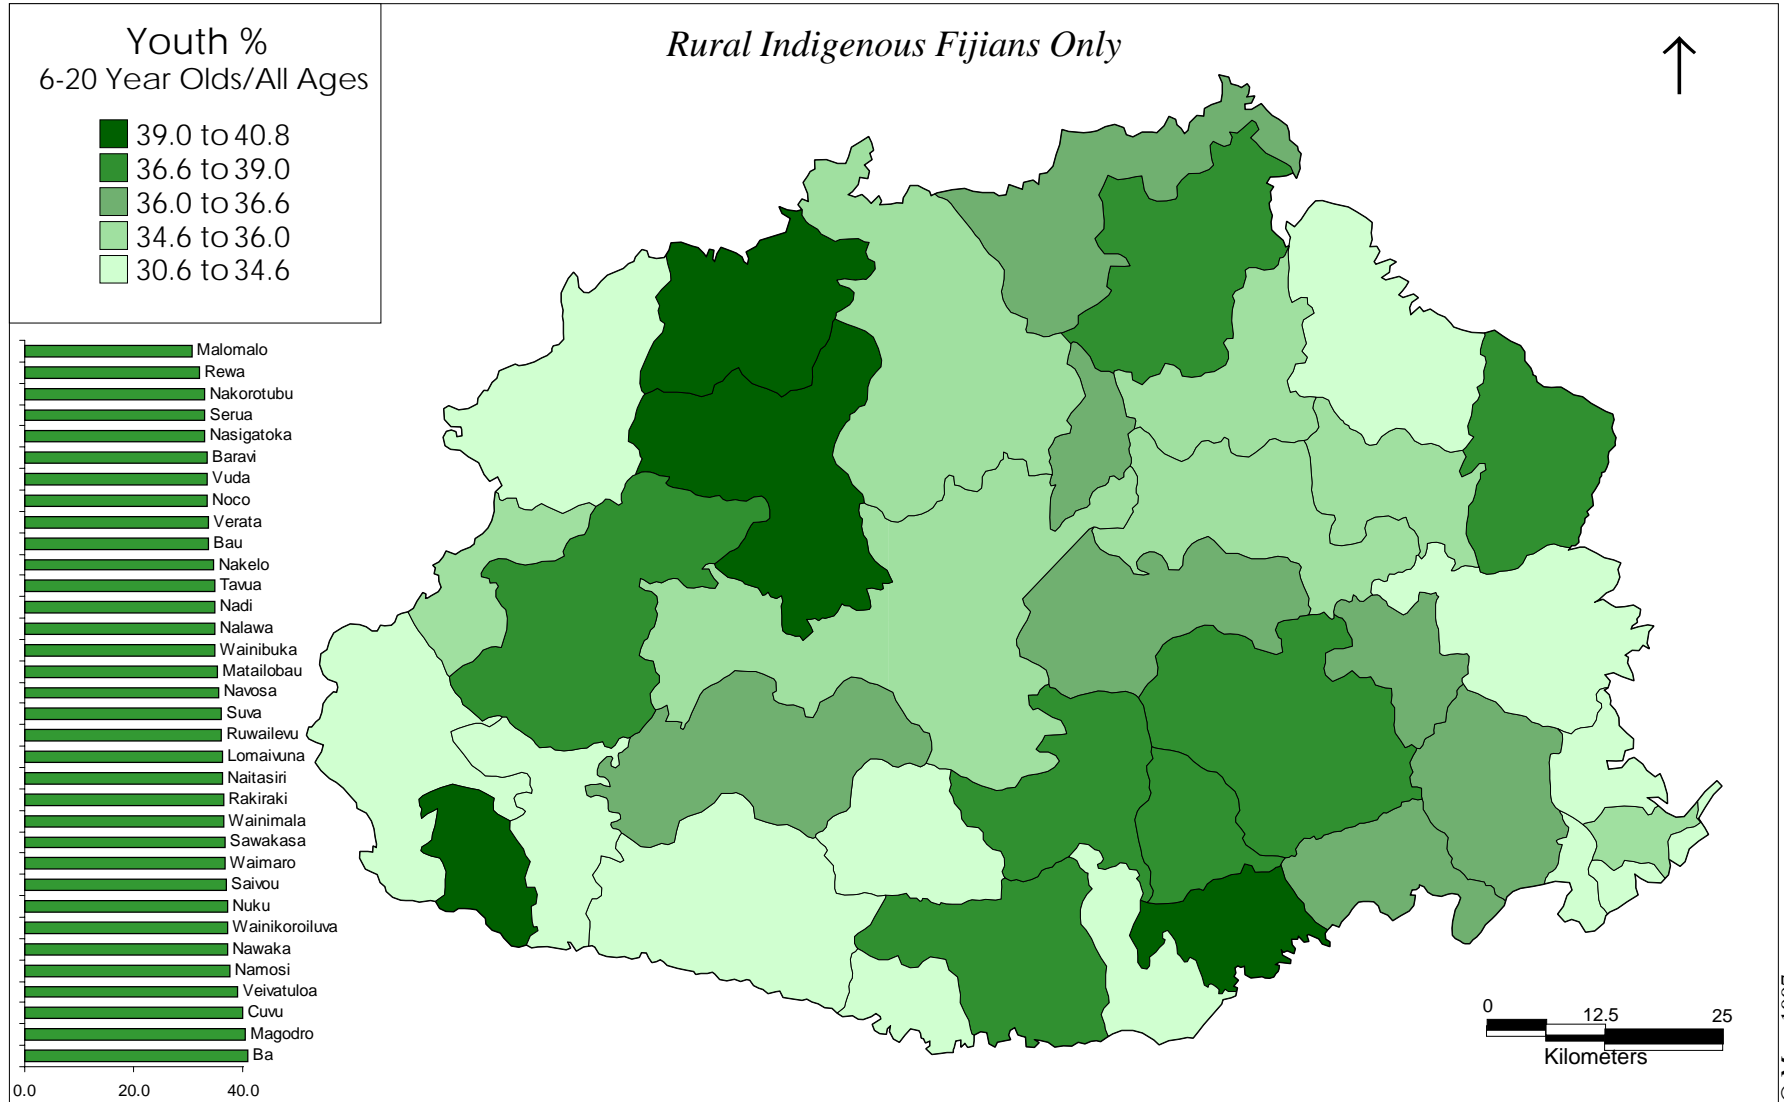 Youth %
6-20 Year Olds/All Ages
39.0 to 40.8
36.6 to 39.0
36.0 to 36.6
34.6 to 36.0
30.6 to 34.6
Rural Indigenous Fijians Only
Malomalo
Rewa
Nakorotubu
Serua
Nasigatoka
Baravi
Vuda
Noco
Verata
Bau
Nakelo
Tavua
Nadi
Nalawa
Wainibuka
Matailobau
Navosa
Suva
Ruwailevu
Lomaivuna
Naitasiri
Rakiraki
Wainimala
Sawakasa
Waimaro
Saivou
Nuku
Wainikoroiluva
Nawaka
Namosi
Veivatuloa
Cuvu
Magodro
Ba
0.0 20.0 40.0
0 12.5 25
Kilometers